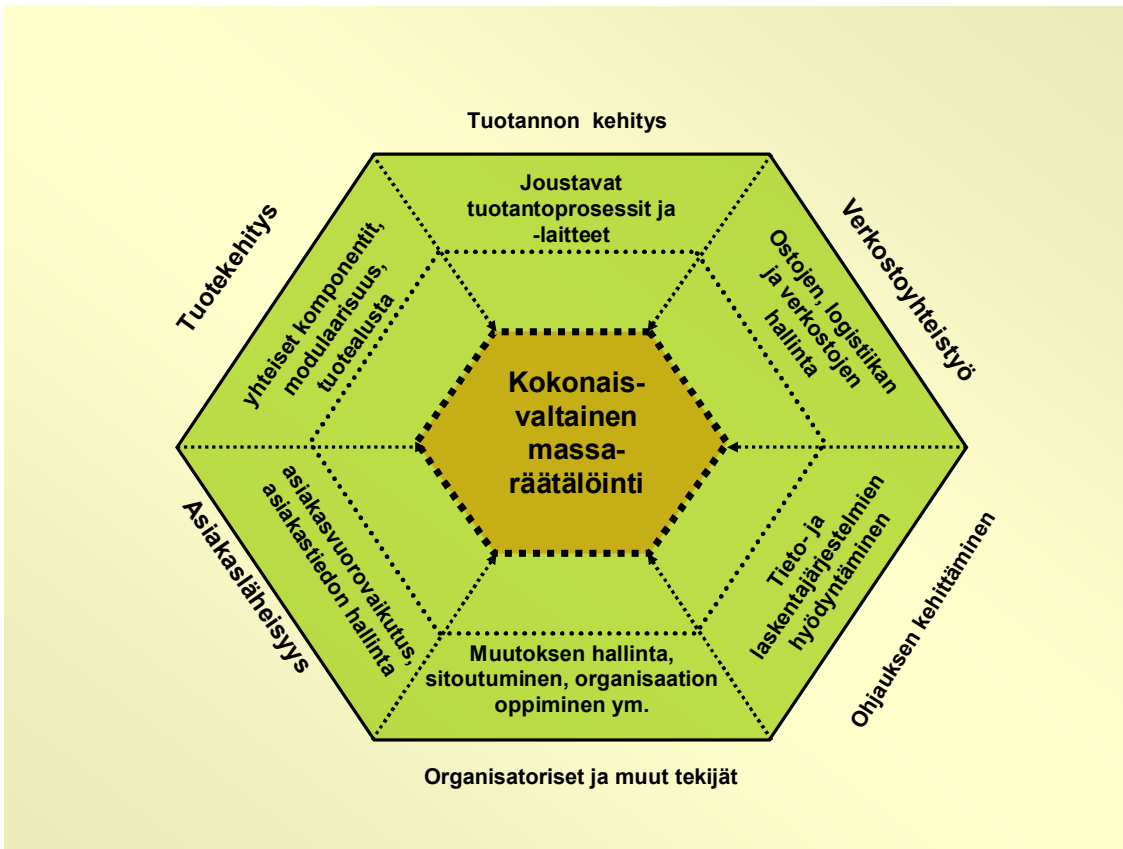 Tuotannon kehitys
Joustavat
tuotantoprosessit ja
-laitteet
Verkostoyhteistyö
Ostojen, logistiikan
ja verkostojen
hallinta
Ohjauksen kehittäminen
Tieto- ja
laskentajärjestelmien
hyödyntäminen
Organisatoriset ja muut tekijät
Muutoksen hallinta,
sitoutuminen, organisaation
oppiminen ym.
Asiakasläheisyys
asiakasvuorovaikutus,
asiakastiedon hallinta
Tuotekehitys
yhteiset komponentit,
modulaarisuus,
tuotealusta
Kokonais-
valtainen
massa-
räätälöinti